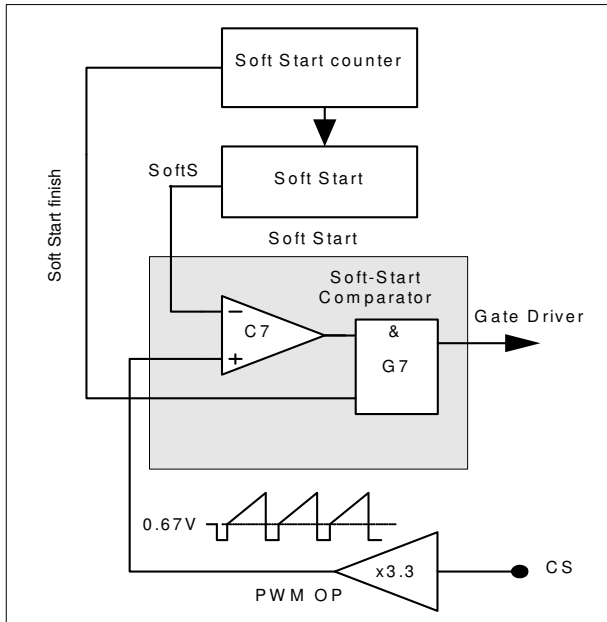 Soft Start counter
SoftS
Soft Start
Soft Start finish
Soft Start
Soft-Start
Comparator
Gate Driver
−
C7
+
&
G7
0.67V
x3.3
CS
PWM OP